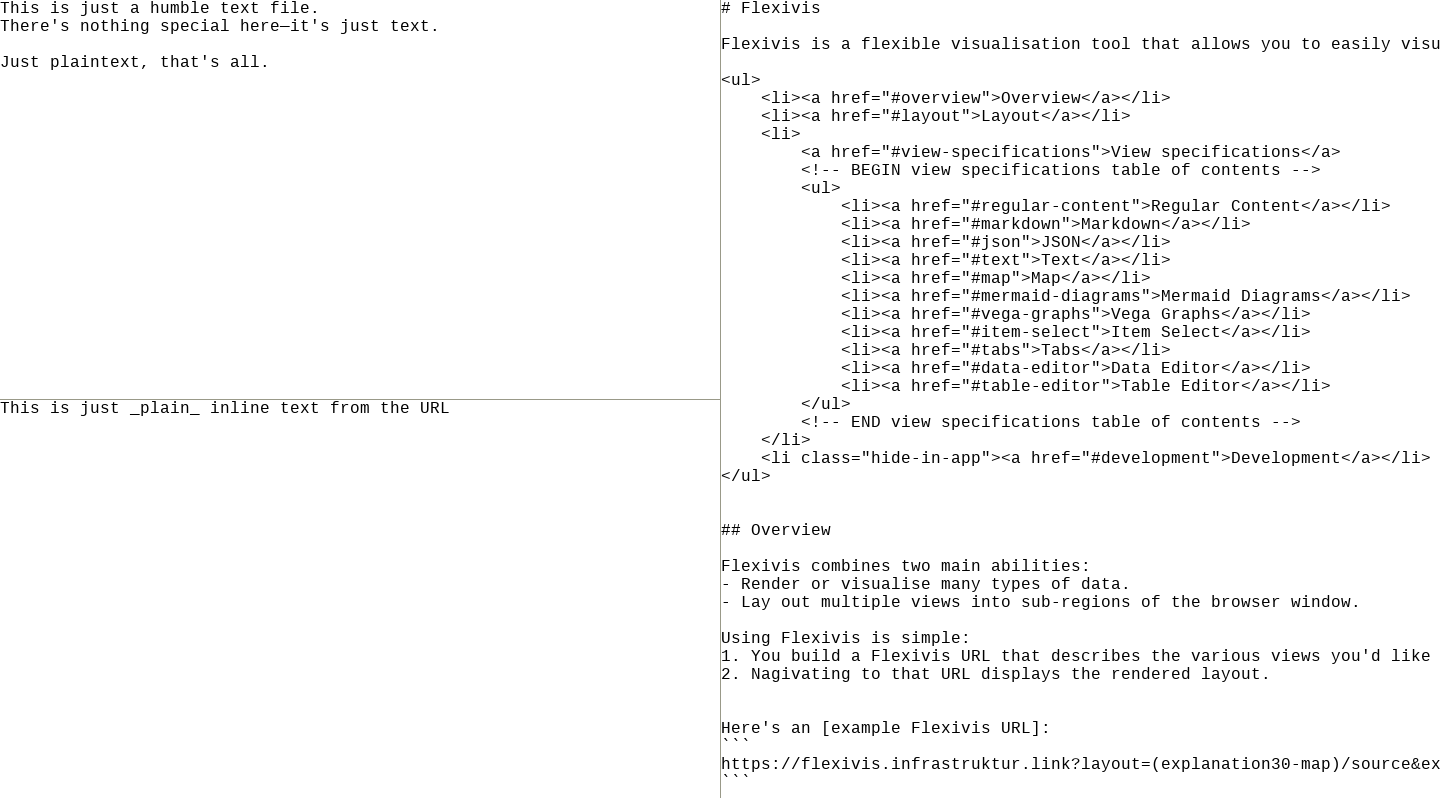 This is just a humble text file.
There's nothing special here—it's just text.

Just plaintext, that's all.

This is just _plain_ inline text from the URL

# Flexivis

Flexivis is a flexible visualisation tool that allows you to easily visu

<ul>
    <li><a href="#overview">Overview</a></li>
    <li><a href="#layout">Layout</a></li>
    <li>
        <a href="#view-specifications">View specifications</a>
        <!-- BEGIN view specifications table of contents -->
        <ul>
            <li><a href="#regular-content">Regular Content</a></li>
            <li><a href="#markdown">Markdown</a></li>
            <li><a href="#json">JSON</a></li>
            <li><a href="#text">Text</a></li>
            <li><a href="#map">Map</a></li>
            <li><a href="#mermaid-diagrams">Mermaid Diagrams</a></li>
            <li><a href="#vega-graphs">Vega Graphs</a></li>
            <li><a href="#item-select">Item Select</a></li>
            <li><a href="#tabs">Tabs</a></li>
            <li><a href="#data-editor">Data Editor</a></li>
            <li><a href="#table-editor">Table Editor</a></li>
        </ul>
        <!-- END view specifications table of contents -->
    </li>
    <li class="hide-in-app"><a href="#development">Development</a></li>
</ul>


## Overview

Flexivis combines two main abilities:
- Render or visualise many types of data.
- Lay out multiple views into sub-regions of the browser window.

Using Flexivis is simple:
1. You build a Flexivis URL that describes the various views you'd like
2. Nagivating to that URL displays the rendered layout.


Here's an [example Flexivis URL]:
```
https://flexivis.infrastruktur.link?layout=(explanation30-map)/source&ex
```